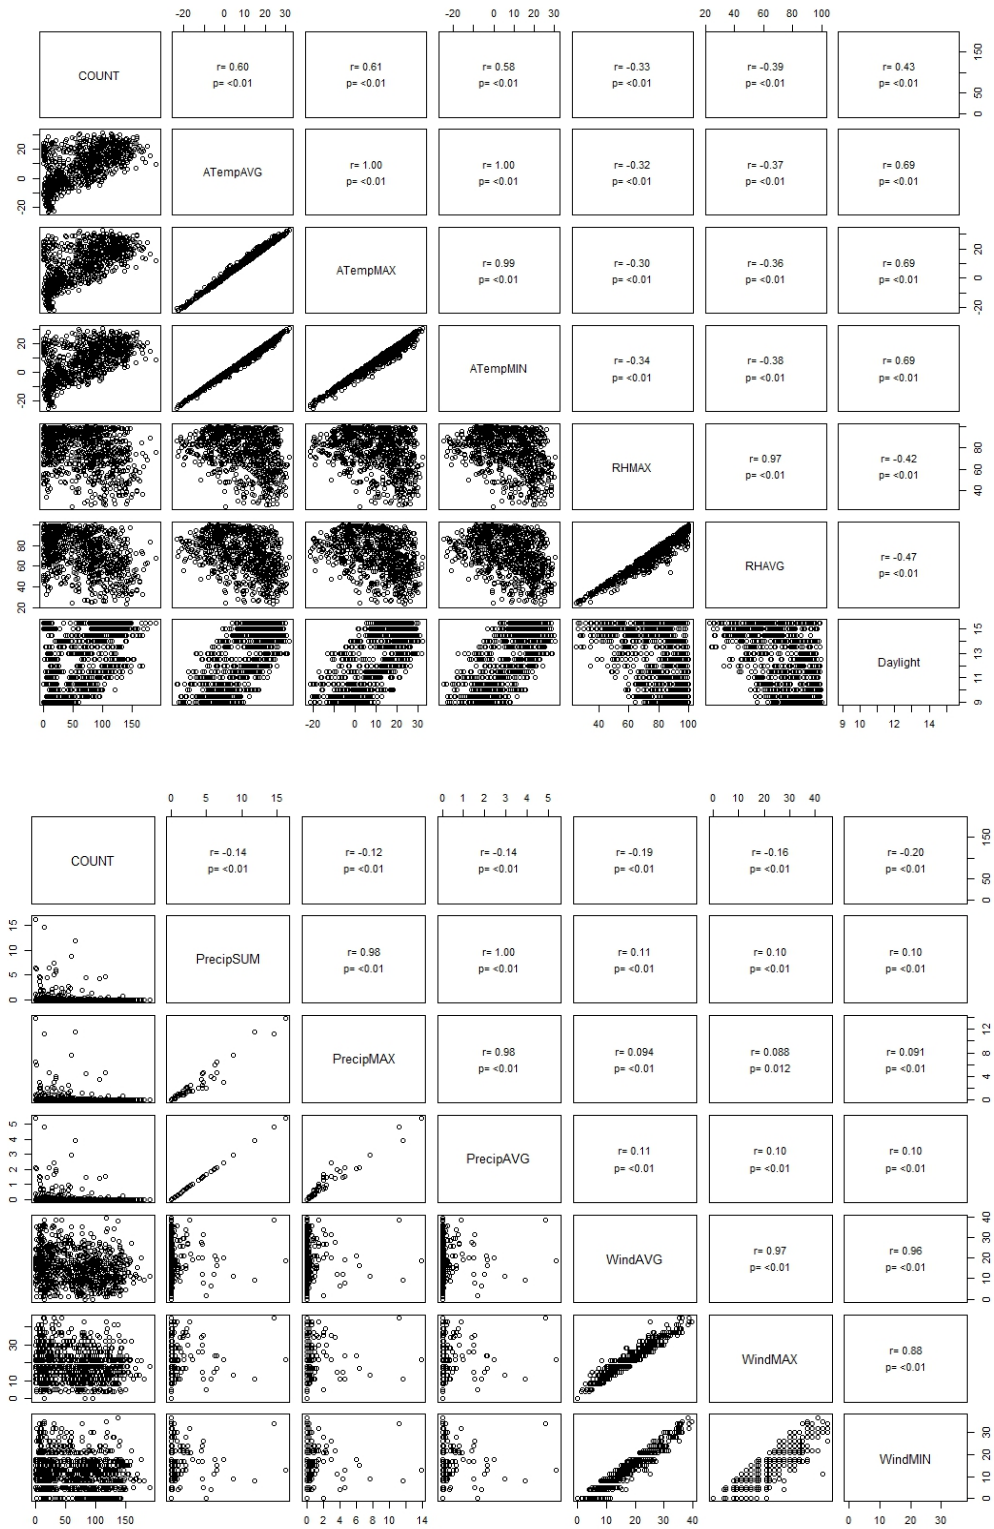 -20 0 10 30 -20 0 10 30 20 40 60 80 100
COUNT r= 0.60 r= 0.61 r= 0.58 r= -0.33 r= -0.39 r= 0.43
p= <0.01 p= <0.01 p= <0.01 p= <0.01 p= <0.01 p= <0.01
0 50 150
-20 0 20
ATempAVG r= 1.00 r= 1.00 r= -0.32 r= -0.37 r= 0.69
p= <0.01 p= <0.01 p= <0.01 p= <0.01 p= <0.01
ATempMAX r= 0.99 r= -0.30 r= -0.36 r= 0.69
p= <0.01 p= <0.01 p= <0.01 p= <0.01
-20 0 20
-20 0 20
ATempMIN r= -0.34 r= -0.38 r= 0.69
p= <0.01 p= <0.01 p= <0.01
RHMAX r= 0.97 r= -0.42
p= <0.01 p= <0.01
40 60 80
20 40 60 80
RHAVG r= -0.47
p= <0.01
Daylight
9 11 13 15
0 50 100 150 -20 0 10 20 30 40 60 80 100 9 10 12 14
0 5 10 15 0 1 2 3 4 5 0 10 20 30 40
COUNT r= -0.14 r= -0.12 r= -0.14 r= -0.19 r= -0.16 r= -0.20
p= <0.01 p= <0.01 p= <0.01 p= <0.01 p= <0.01 p= <0.01
0 50 150
0 5 10 15
PrecipSUM r= 0.98 r= 1.00 r= 0.11 r= 0.10 r= 0.10
p= <0.01 p= <0.01 p= <0.01 p= <0.01 p= <0.01
PrecipMAX r= 0.98 r= 0.094 r= 0.088 r= 0.091
p= <0.01 p= <0.01 p= 0.012 p= <0.01
0 4 8 12
0 1 2 3 4 5
PrecipAVG r= 0.11 r= 0.10 r= 0.10
p= <0.01 p= <0.01 p= <0.01
WindAVG r= 0.97 r= 0.96
p= <0.01 p= <0.01
0 10 20 30 40
0 10 30
WindMAX r= 0.88
p= <0.01
WindMIN
0 10 20 30
0 50 100 150 0 2 4 6 8 10 14 0 10 20 30 40 0 10 20 30